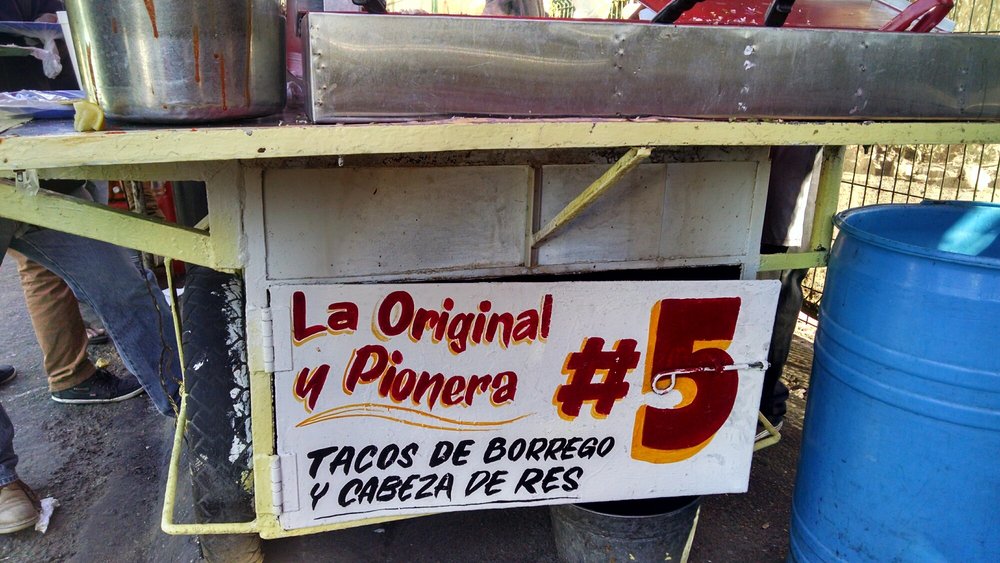 La Original
y Pionera
#5
TACOS DE BORREGO
Y CABEZA DE RES